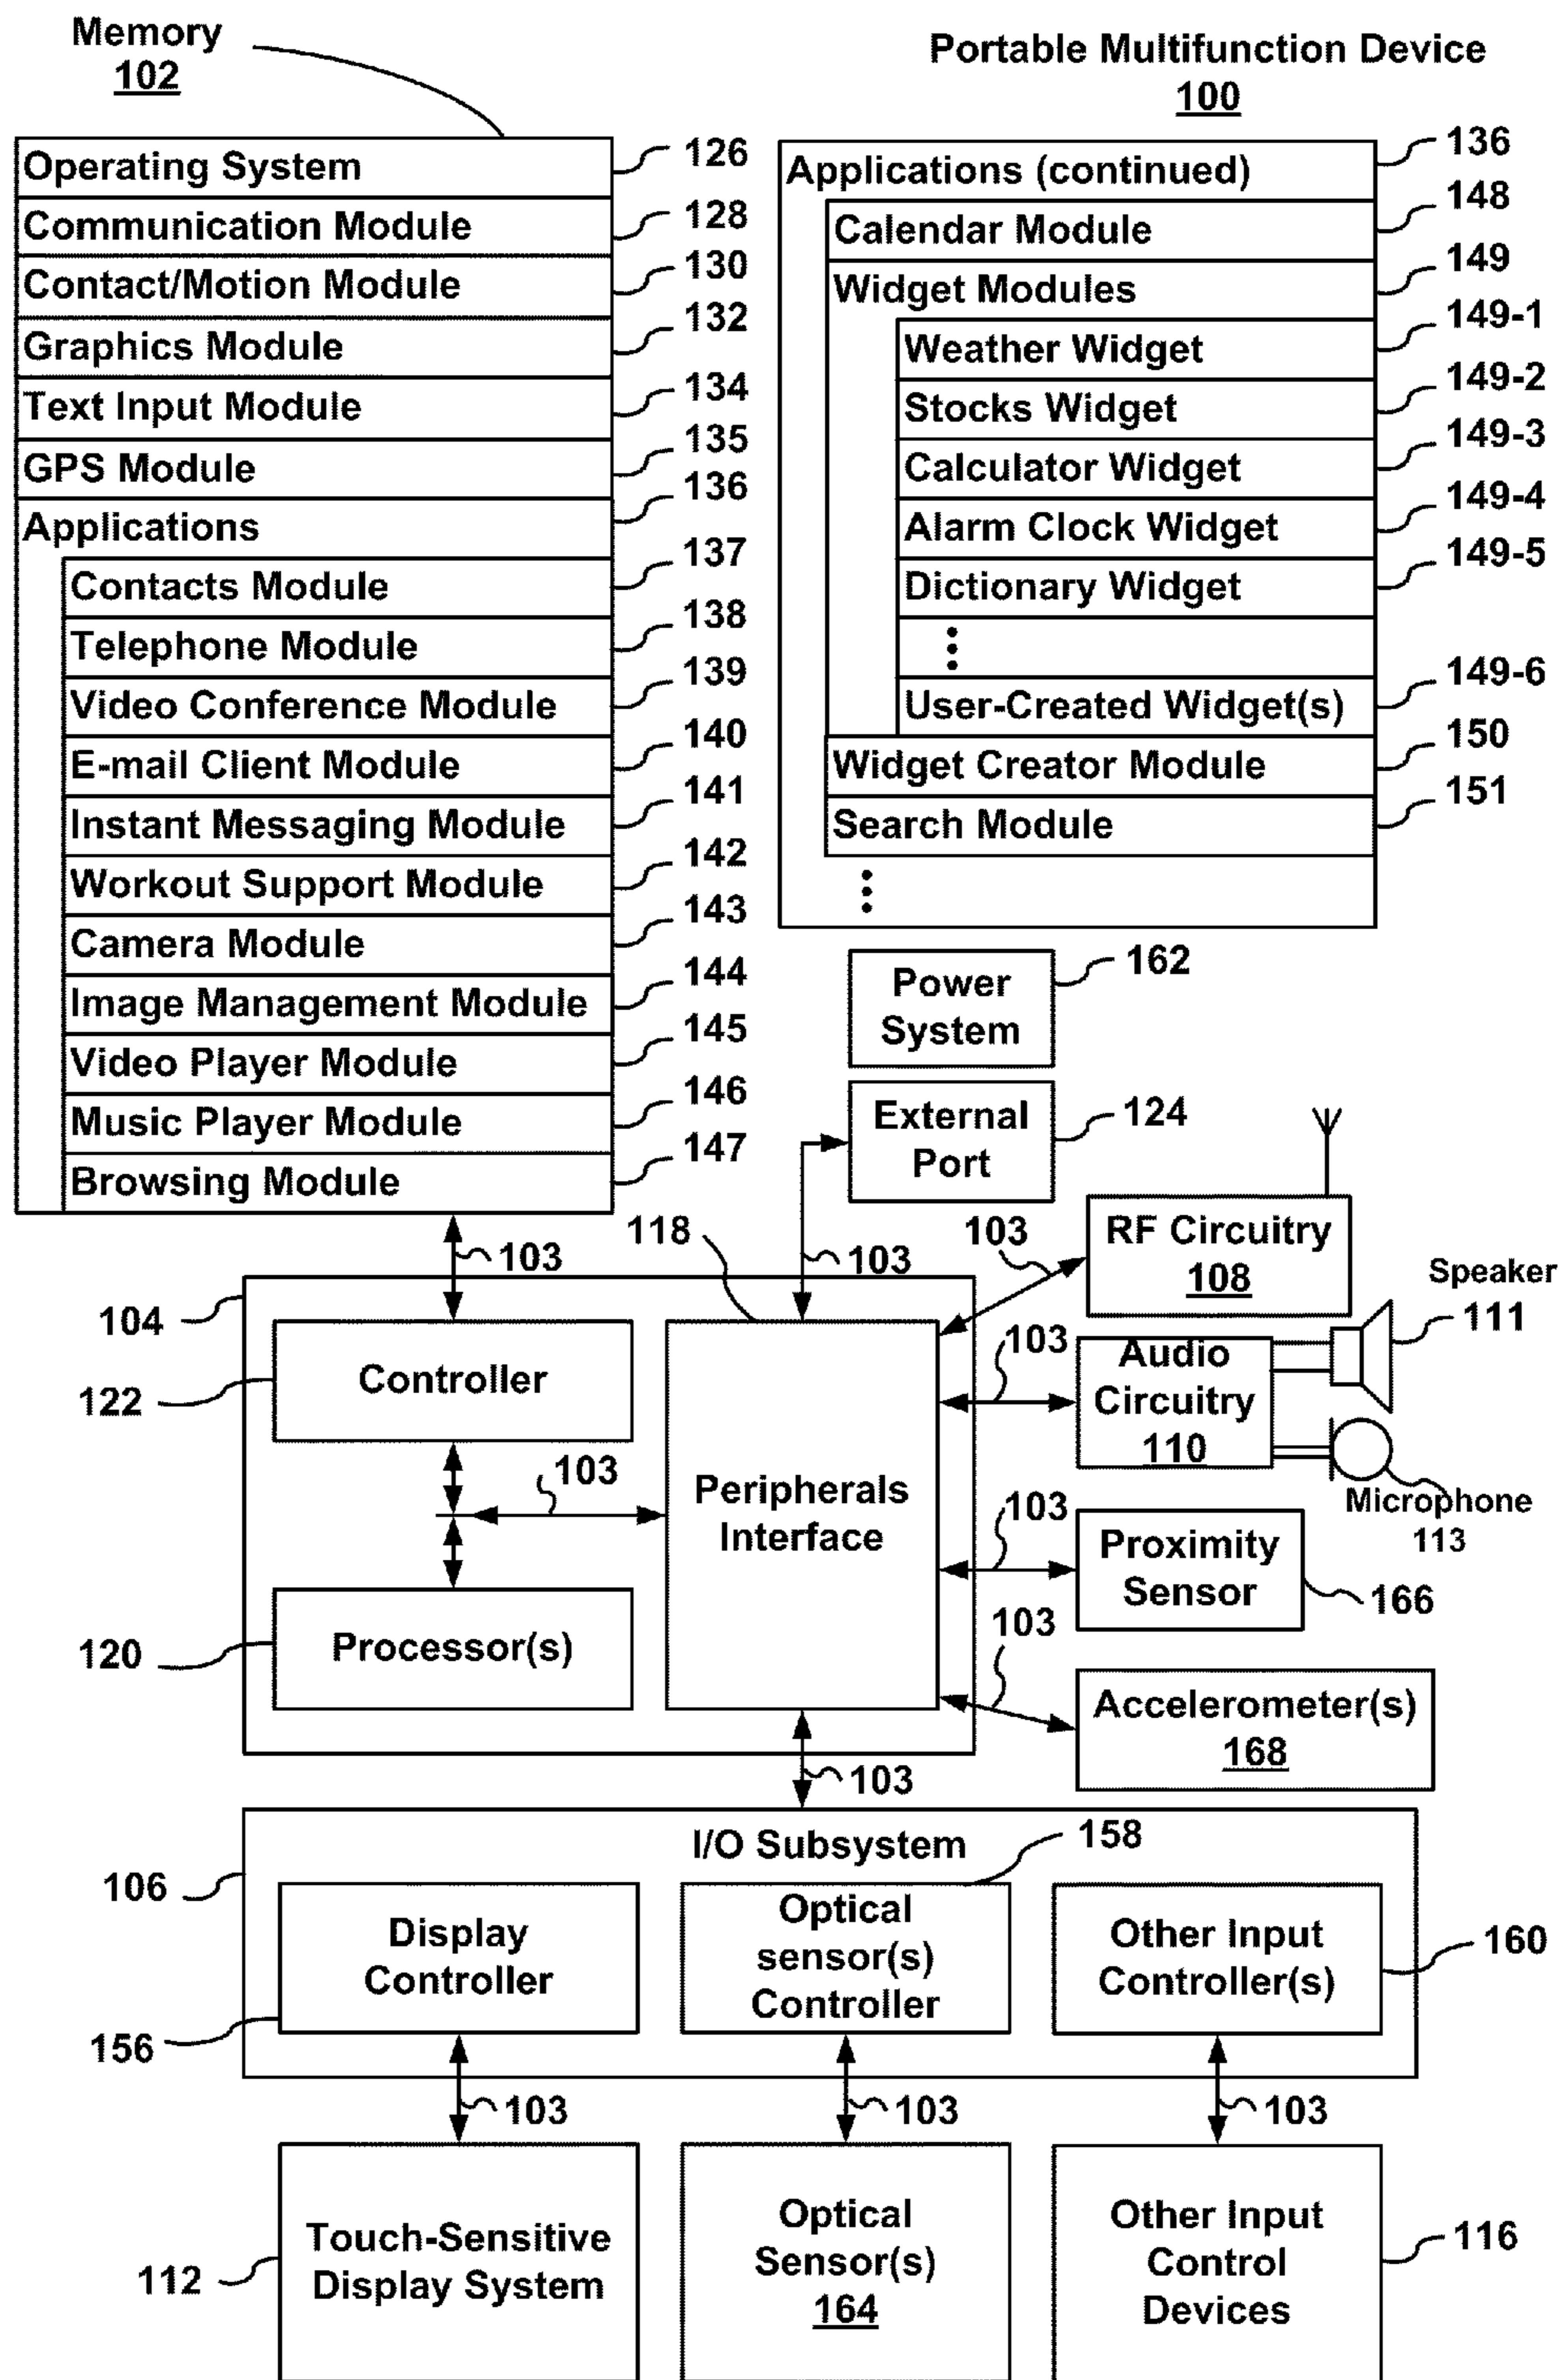 Memory
102
Portable Multifunction Device
100
Operating System
126
Communication Module
128
Contact/Motion Module
130
Graphics Module
132
Text Input Module
134
GPS Module
135
Applications
136
Contacts Module
137
Telephone Module
138
Video Conference Module
139
E-mail Client Module
140
Instant Messaging Module
141
Workout Support Module
142
Camera Module
143
Image Management Module
144
Video Player Module
145
Music Player Module
146
Browsing Module
147
Applications (continued)
136
Calendar Module
148
Widget Modules
149
Weather Widget
149-1
Stocks Widget
149-2
Calculator Widget
149-3
Alarm Clock Widget
149-4
Dictionary Widget
149-5
User-Created Widget(s)
149-6
Widget Creator Module
150
Search Module
151
Power
System
162
External
Port
124
103
118
103
103
RF Circuitry
108
Speaker
111
104
Controller
122
103
Audio
Circuitry
110
Microphone
113
103
Peripherals
Interface
103
Proximity
Sensor
166
Processor(s)
120
103
Accelerometer(s)
168
103
I/O Subsystem
158
106
Display
Controller
156
Optical
sensor(s)
Controller
Other Input
Controller(s)
160
103
103
103
Touch-Sensitive
Display System
112
Optical
Sensor(s)
164
Other Input
Control
Devices
116